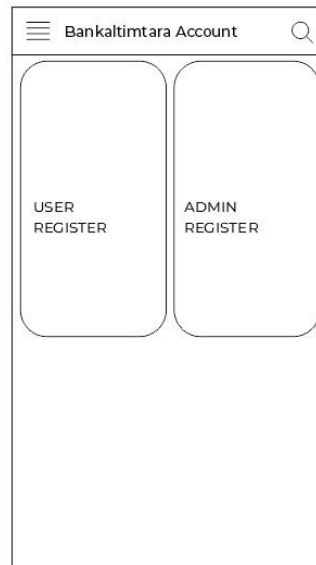 Bankaltimtara Account
USER
REGISTER
ADMIN
REGISTER